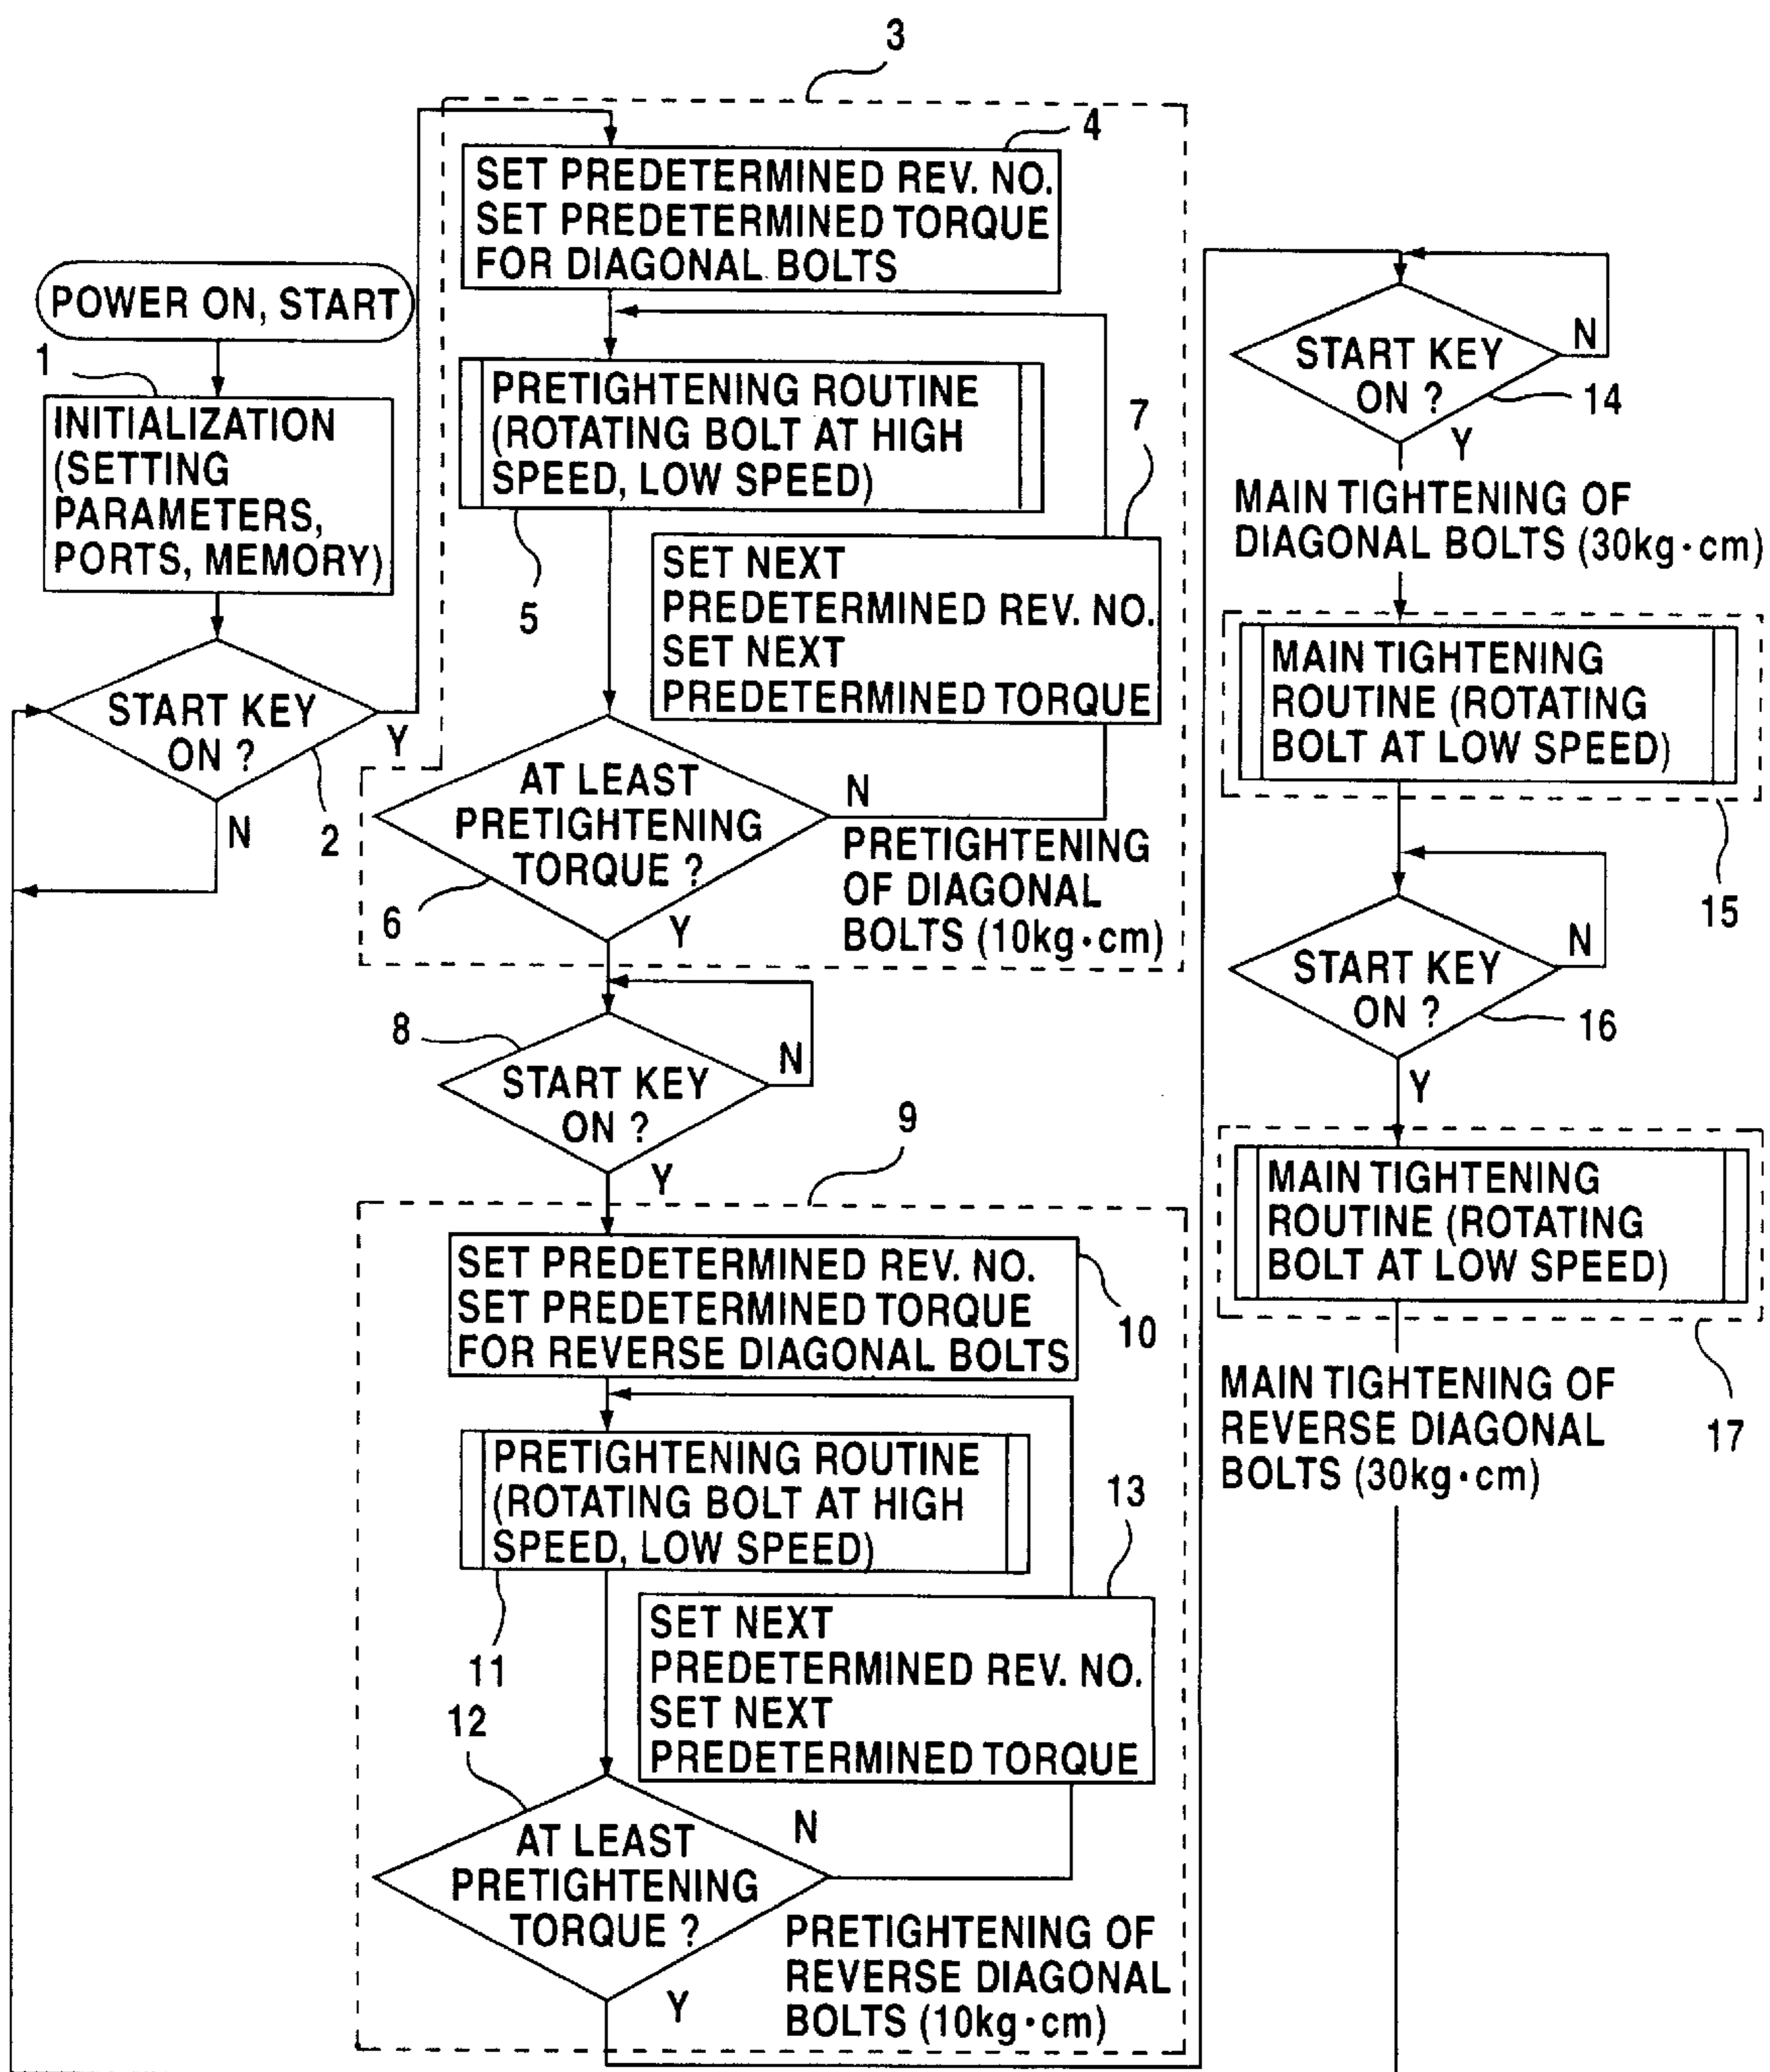 3
4
SET PREDETERMINED REV. NO.
SET PREDETERMINED TORQUE
FOR DIAGONAL BOLTS
POWER ON, START
1
INITIALIZATION
(SETTING
PARAMETERS,
PORTS, MEMORY)
START KEY
ON ?
Y
N
2
PRETIGHTENING ROUTINE
(ROTATING BOLT AT HIGH
SPEED, LOW SPEED)
5
7
SET NEXT
PREDETERMINED REV. NO.
SET NEXT
PREDETERMINED TORQUE
AT LEAST
PRETIGHTENING
TORQUE ?
N
6
Y
PRETIGHTENING
OF DIAGONAL
BOLTS (10kg·cm)
8
START KEY
ON ?
N
Y
9
SET PREDETERMINED REV. NO.
SET PREDETERMINED TORQUE
FOR REVERSE DIAGONAL BOLTS
10
PRETIGHTENING ROUTINE
(ROTATING BOLT AT HIGH
SPEED, LOW SPEED)
11
13
SET NEXT
PREDETERMINED REV. NO.
SET NEXT
PREDETERMINED TORQUE
12
AT LEAST
PRETIGHTENING
TORQUE ?
N
Y
PRETIGHTENING OF
REVERSE DIAGONAL
BOLTS (10kg·cm)
START KEY
ON ?
N
14
Y
MAIN TIGHTENING OF
DIAGONAL BOLTS (30kg·cm)
MAIN TIGHTENING
ROUTINE (ROTATING
BOLT AT LOW SPEED)
15
START KEY
ON ?
N
16
Y
MAIN TIGHTENING
ROUTINE (ROTATING
BOLT AT LOW SPEED)
17
MAIN TIGHTENING OF
REVERSE DIAGONAL
BOLTS (30kg·cm)